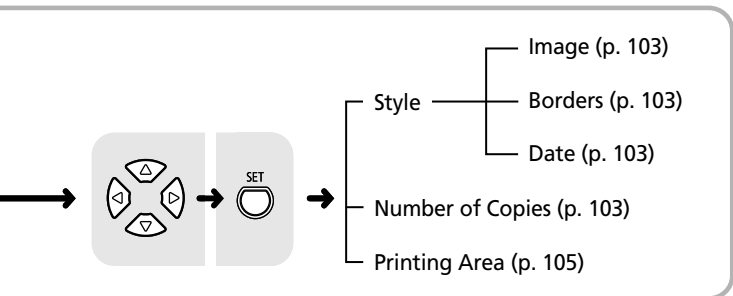 Image (p. 103)
Style
Borders (p. 103)
Date (p. 103)
SET
Number of Copies (p. 103)
Printing Area (p. 105)